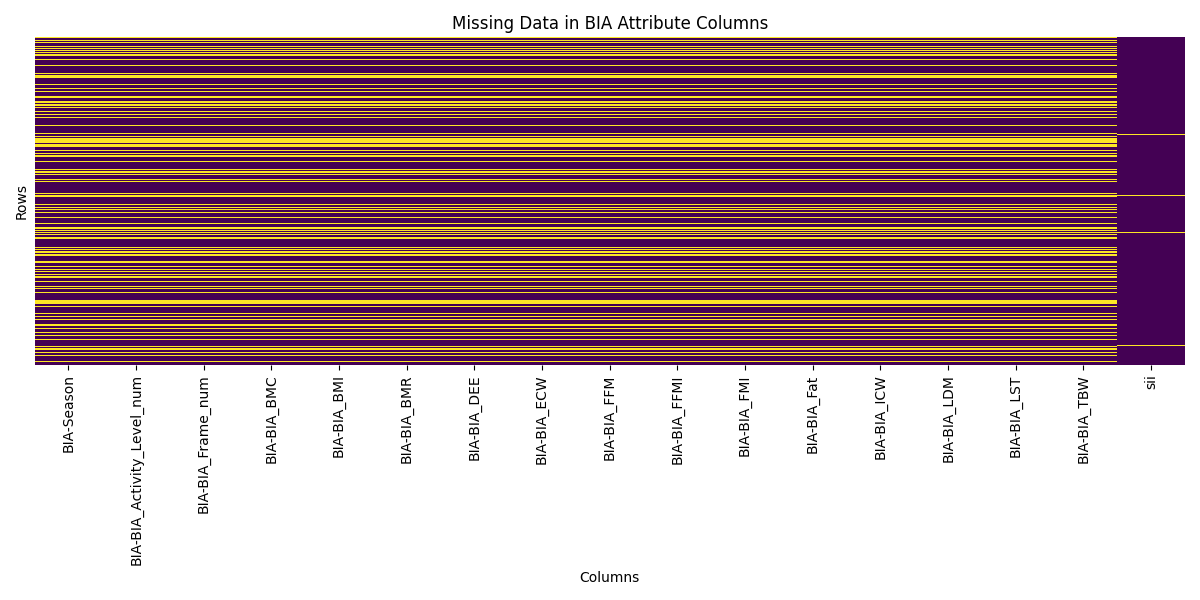 Missing Data in BIA Attribute Columns
Rows
BIA-Season
BIA-BIA_Activity_Level_num
BIA-BIA_Frame_num
BIA-BIA_BMC
BIA-BIA_BMI
BIA-BIA_BMR
BIA-BIA_DEE
BIA-BIA_ECW
BIA-BIA_FFM
BIA-BIA_FFMI
BIA-BIA_FMI
BIA-BIA_Fat
BIA-BIA_ICW
BIA-BIA_LDM
BIA-BIA_LST
BIA-BIA_TBW
sii
Columns